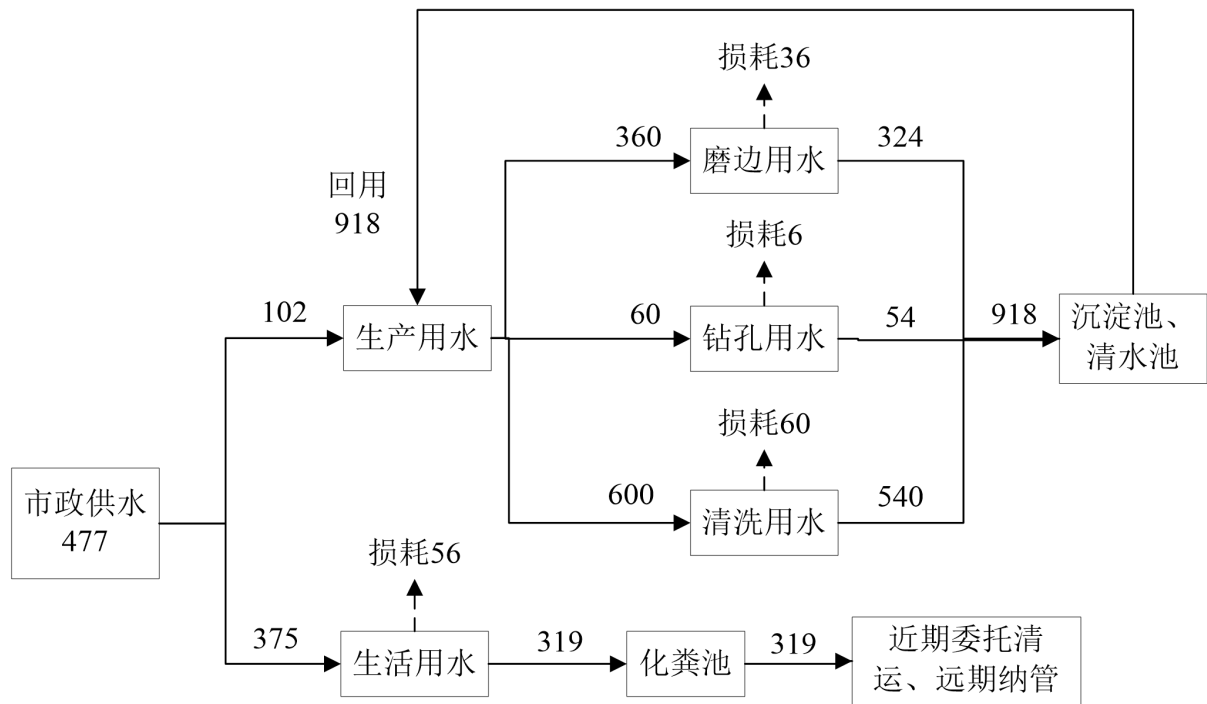 损耗36
360
磨边用水
324
回用
918
损耗6
102
生产用水
60
钻孔用水
54
918
沉淀池、
清水池
损耗60
市政供水
477
600
清洗用水
540
损耗56
375
生活用水
319
化粪池
319
近期委托清
运、远期纳管